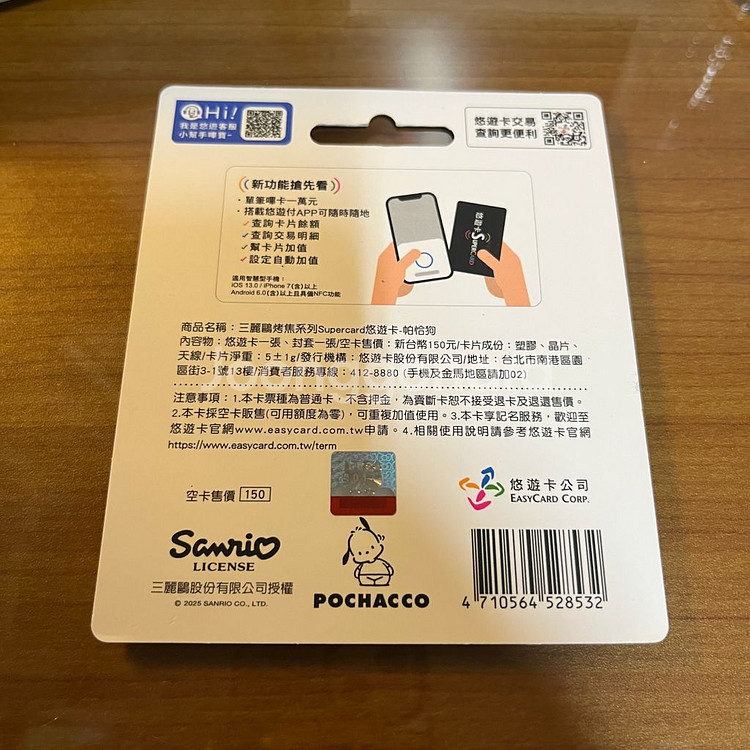 Hi!
我是悠遊客服
小幫手嗶寶~
悠遊卡交易
查詢更便利
新功能搶先看
・單筆嗶卡一萬元
・搭載悠遊付APP可隨時隨地
查詢卡片餘額
查詢交易明細
幫卡片加值
設定自動加值
適用智慧型手機：
iOS 13.0 / iPhone 7(含)以上
Android 6.0(含)以上且具備NFC功能
悠遊卡
SUPERCARD
商品名稱：三麗鷗烤焦系列Supercard悠遊卡-帕恰狗
內容物：悠遊卡一張、封套一張/空卡售價：新台幣150元/卡片成份：塑膠、晶片、
天線/卡片淨重：5±1g/發行機構：悠遊卡股份有限公司/地址：台北市南港區園
區街3-1號13樓/消費者服務專線：412-8880 (手機及金馬地區請加02)
注意事項：1.本卡票種為普通卡，不含押金，為賣斷卡恕不接受退卡及退還售價。
2.本卡採空卡販售(可用額度為零)，可重複加值使用。3.本卡享記名服務，歡迎至
悠遊卡官網www.easycard.com.tw申請。4.相關使用說明請參考悠遊卡官網
https://www.easycard.com.tw/term
空卡售價 150
悠遊卡公司
EASYCARD CORP.
Sanrio
LICENSE
三麗鷗股份有限公司授權
© 2025 SANRIO CO., LTD.
POCHACCO
4 710564 528532